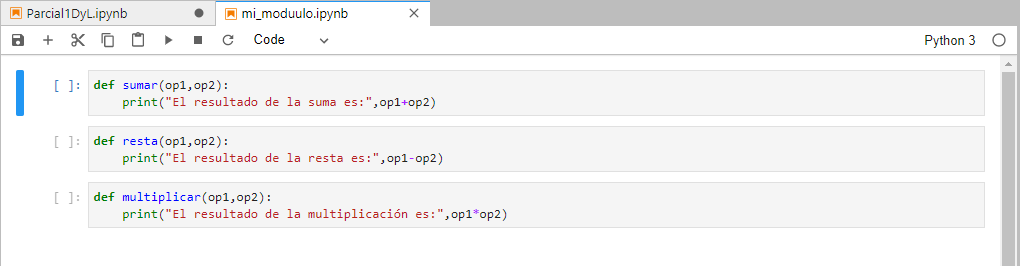 Parcial1DyL.ipynb
mi_moduulo.ipynb
Code
Python 3
[ ]: def sumar(op1,op2):
    print("El resultado de la suma es:",op1+op2)
[ ]: def resta(op1,op2):
    print("El resultado de la resta es:",op1-op2)
[ ]: def multiplicar(op1,op2):
    print("El resultado de la multiplicación es:",op1*op2)